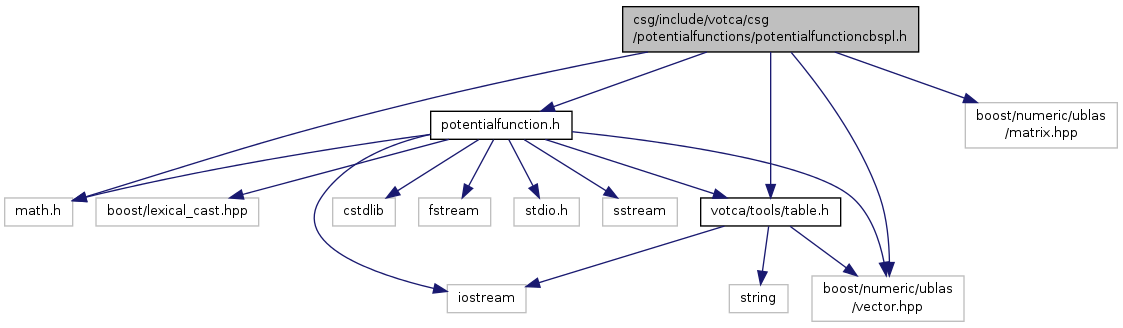 csg/include/votca/csg
/potentialfunctions/potentialfunctioncbspl.h
boost/numeric/ublas
/matrix.hpp
potentialfunction.h
math.h
boost/lexical_cast.hpp
cstdlib
fstream
stdio.h
sstream
votca/tools/table.h
iostream
string
boost/numeric/ublas
/vector.hpp